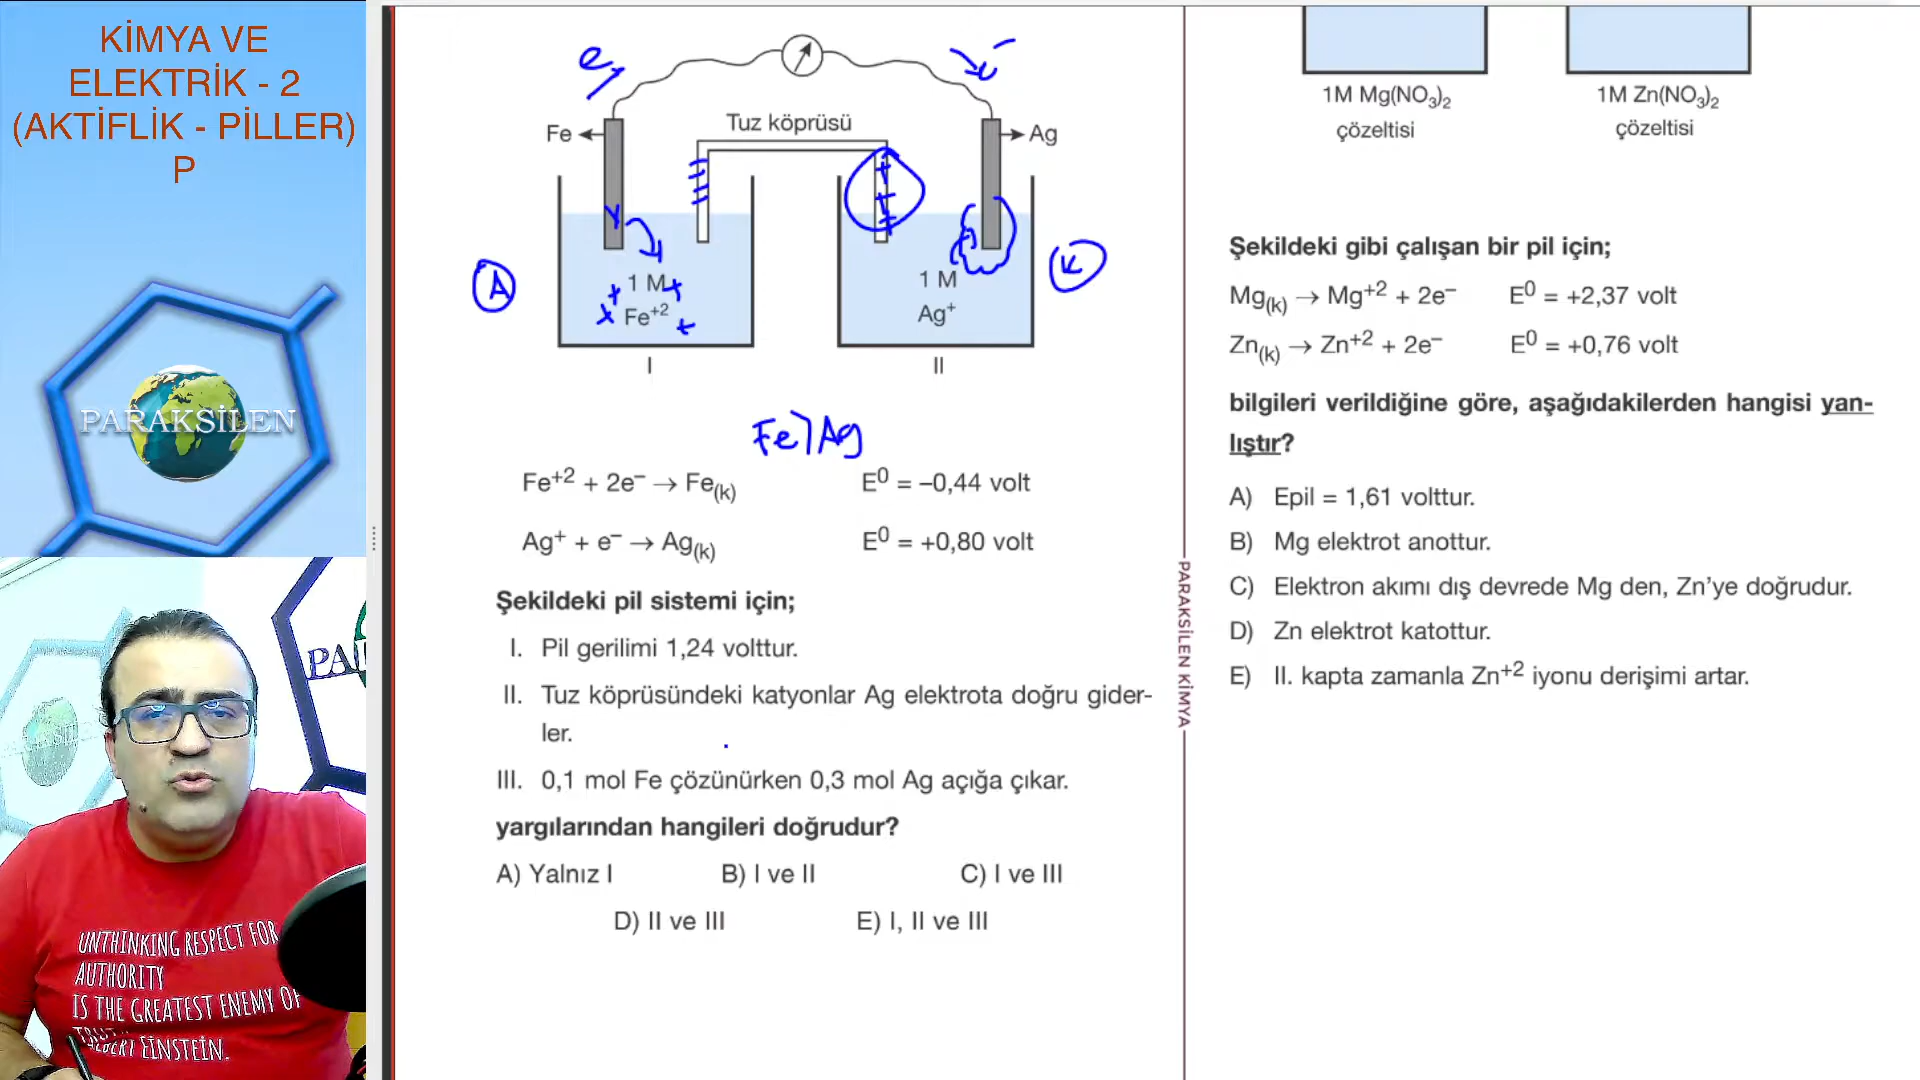 KİMYA VE
ELEKTRİK - 2
(AKTİFLİK - PİLLER)
P
PARAKSİLEN
UNTHINKING RESPECT FOR
AUTHORITY
IS THE GREATEST ENEMY OF
ALBERT EİNSTEİN.
e
e⁻
Fe
Tuz köprüsü
Ag
A
K
1 M
Fe⁺²
1 M
Ag⁺
I
II
Fe>Ag
Fe⁺² + 2e⁻ → Fe(k) E⁰ = –0,44 volt
Ag⁺ + e⁻ → Ag(k) E⁰ = +0,80 volt
Şekildeki pil sistemi için;
I. Pil gerilimi 1,24 volttur.
II. Tuz köprüsündeki katyonlar Ag elektrota doğru gider-
ler.
III. 0,1 mol Fe çözünürken 0,3 mol Ag açığa çıkar.
yargılarından hangileri doğrudur?
A) Yalnız I B) I ve II C) I ve III
D) II ve III E) I, II ve III
PARAKSİLEN KİMYA
1M Mg(NO₃)₂
çözeltisi
1M Zn(NO₃)₂
çözeltisi
Şekildeki gibi çalışan bir pil için;
Mg(k) → Mg⁺² + 2e⁻ E⁰ = +2,37 volt
Zn(k) → Zn⁺² + 2e⁻ E⁰ = +0,76 volt
bilgileri verildiğine göre, aşağıdakilerden hangisi yan-
lıştır?
A) Epil = 1,61 volttur.
B) Mg elektrot anottur.
C) Elektron akımı dış devrede Mg den, Zn'ye doğrudur.
D) Zn elektrot katottur.
E) II. kapta zamanla Zn⁺² iyonu derişimi artar.